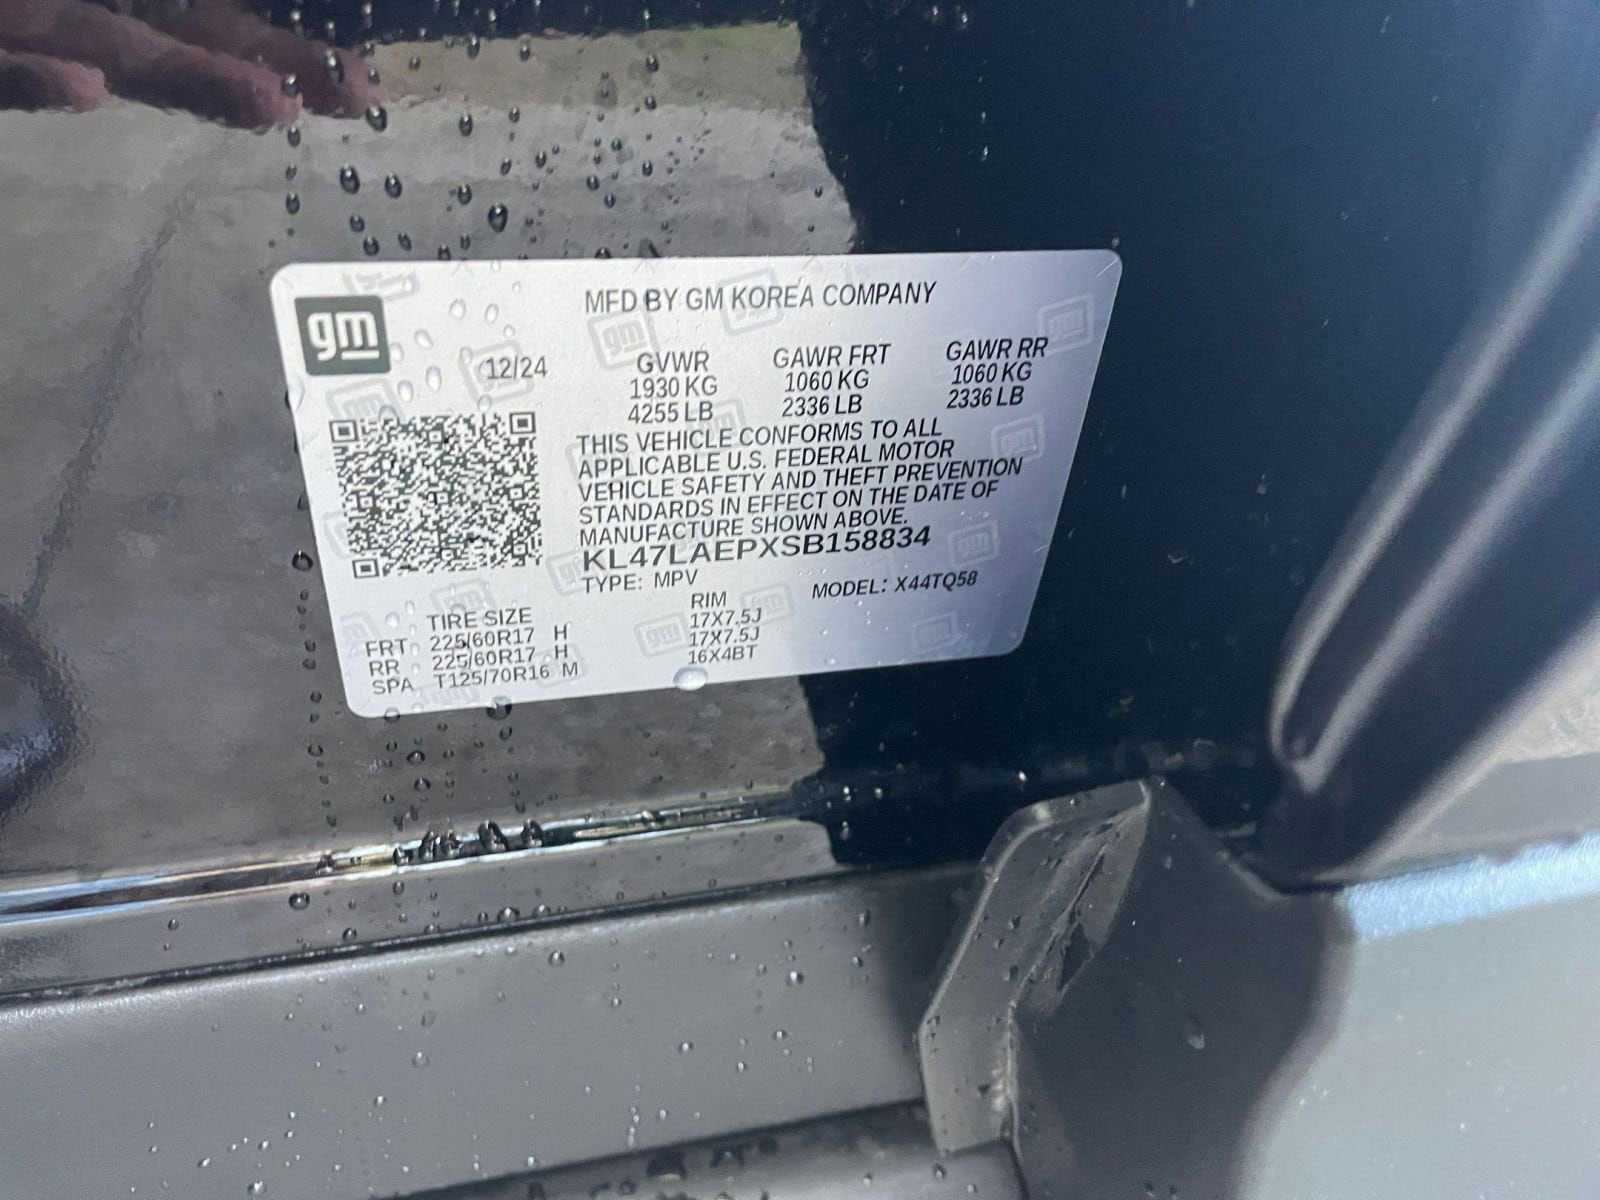 gm
MFD BY GM KOREA COMPANY
12/24
GVWR GAWR FRT GAWR RR
1930 KG 1060 KG 1060 KG
4255 LB 2336 LB 2336 LB
THIS VEHICLE CONFORMS TO ALL
APPLICABLE U.S. FEDERAL MOTOR
VEHICLE SAFETY AND THEFT PREVENTION
STANDARDS IN EFFECT ON THE DATE OF
MANUFACTURE SHOWN ABOVE.
KL47LAEPXSB158834
TYPE: MPV MODEL: X44TQ58
TIRE SIZE RIM
FRT 225/60R17 H 17X7.5J
RR 225/60R17 H 17X7.5J
SPA T125/70R16 M 16X4BT